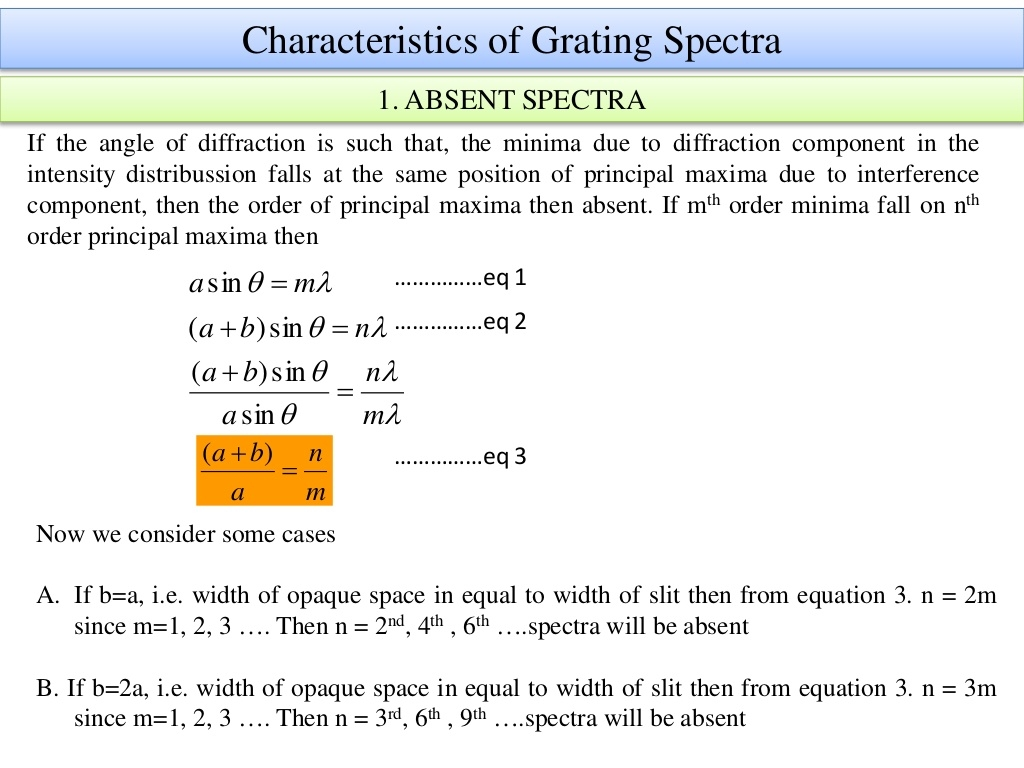 Characteristics of Grating Spectra
1. ABSENT SPECTRA
If the angle of diffraction is such that, the minima due to diffraction component in the
intensity distribussion falls at the same position of principal maxima due to interference
component, then the order of principal maxima then absent. If mth order minima fall on nth
order principal maxima then
a sin θ = mλ ……………eq 1
(a + b) sin θ = nλ ……………eq 2
(a + b) sin θ / a sin θ = nλ / mλ
(a + b) / a = n / m ……………eq 3
Now we consider some cases
A. If b=a, i.e. width of opaque space in equal to width of slit then from equation 3. n = 2m
since m=1, 2, 3 …. Then n = 2nd, 4th , 6th ….spectra will be absent
B. If b=2a, i.e. width of opaque space in equal to width of slit then from equation 3. n = 3m
since m=1, 2, 3 …. Then n = 3rd, 6th , 9th ….spectra will be absent